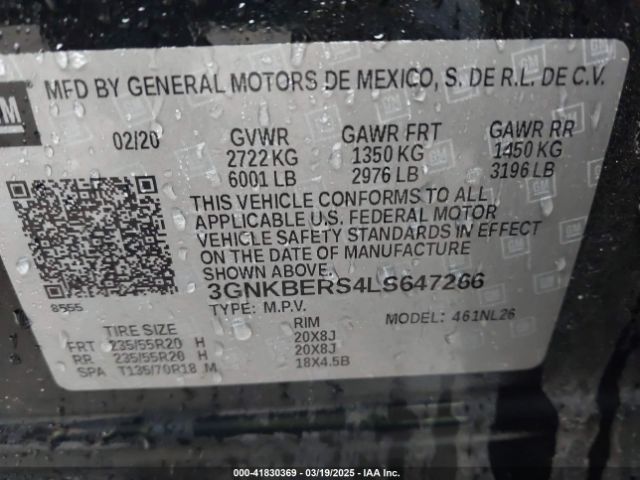 GM
MFD BY GENERAL MOTORS DE MEXICO, S. DE R.L. DE C.V.
02/20 GVWR GAWR FRT GAWR RR
2722 KG 1350 KG 1450 KG
6001 LB 2976 LB 3196 LB
THIS VEHICLE CONFORMS TO ALL
APPLICABLE U.S. FEDERAL MOTOR
VEHICLE SAFETY STANDARDS IN EFFECT
ON THE DATE OF MANUFACTURE
SHOWN ABOVE.
3GNKBERS4LS647266
8555 TYPE: M.P.V. MODEL: 461NL26
TIRE SIZE RIM
FRT 235/55R20 H 20X8J
RR 235/55R20 H 20X8J
SPA T135/70R18 M 18X4.5B
000-41830369 — 03/19/2025 — IAA Inc.